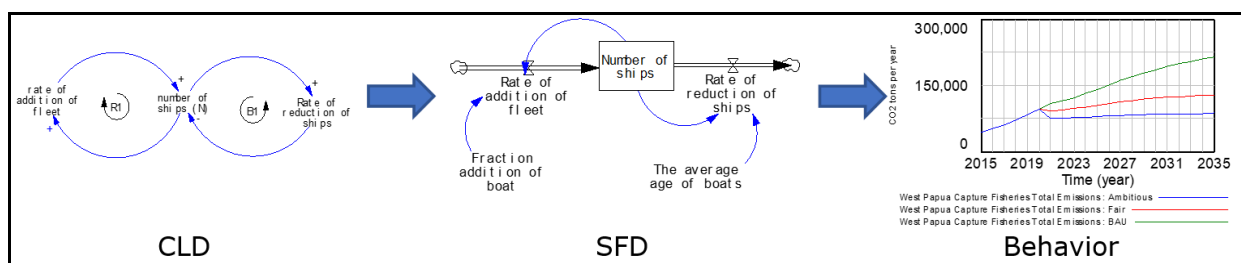 +
rate of
addition of
fleet
+
R1
+
number of
ships (N)
-
B1
+
Rate of
reduction of
ships
CLD
Number of
ships
Rate of
addition of
fleet
Rate of
reduction of
ships
Fraction
addition of
boat
The average
age of boats
SFD
300,000
150,000
0
CO2 tons per year
2015 2019 2023 2027 2031 2035
Time (year)
West Papua Capture Fisheries Total Emissions : Ambitious
West Papua Capture Fisheries Total Emissions : Fair
West Papua Capture Fisheries Total Emissions : BAU
Behavior